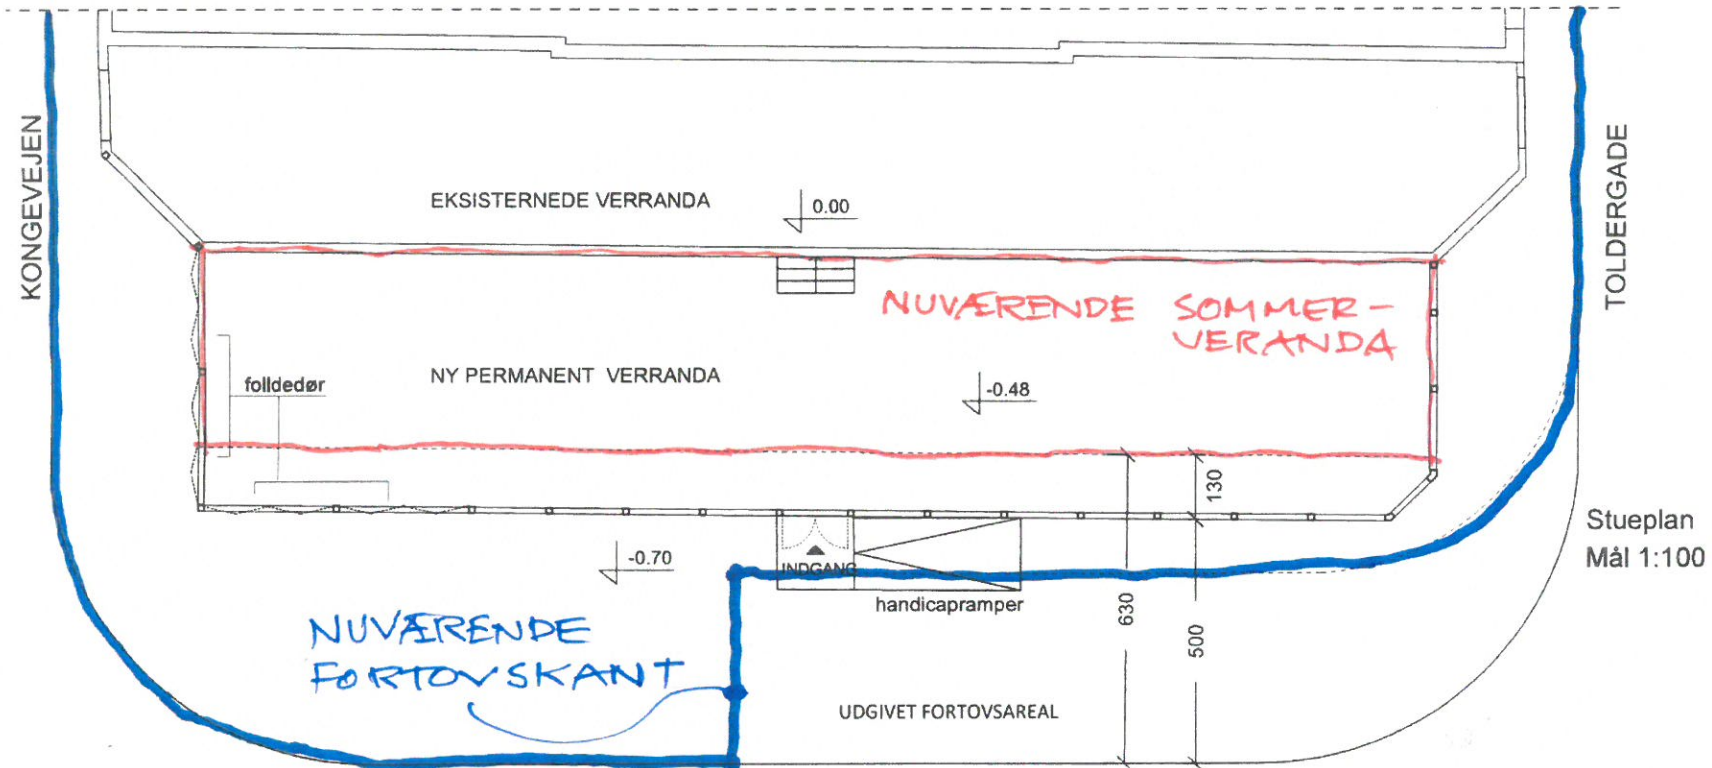 KONGEVEJEN
TOLDERGADE
EKSISTERNEDE VERRANDA
0.00
NUVÆRENDE SOMMER-
VERANDA
folldedør
NY PERMANENT VERRANDA
-0.48
130
Stueplan
Mål 1:100
-0.70
INDGANG
handicapramper
630
500
NUVÆRENDE
FORTOVSKANT
UDGIVET FORTOVSAREAL